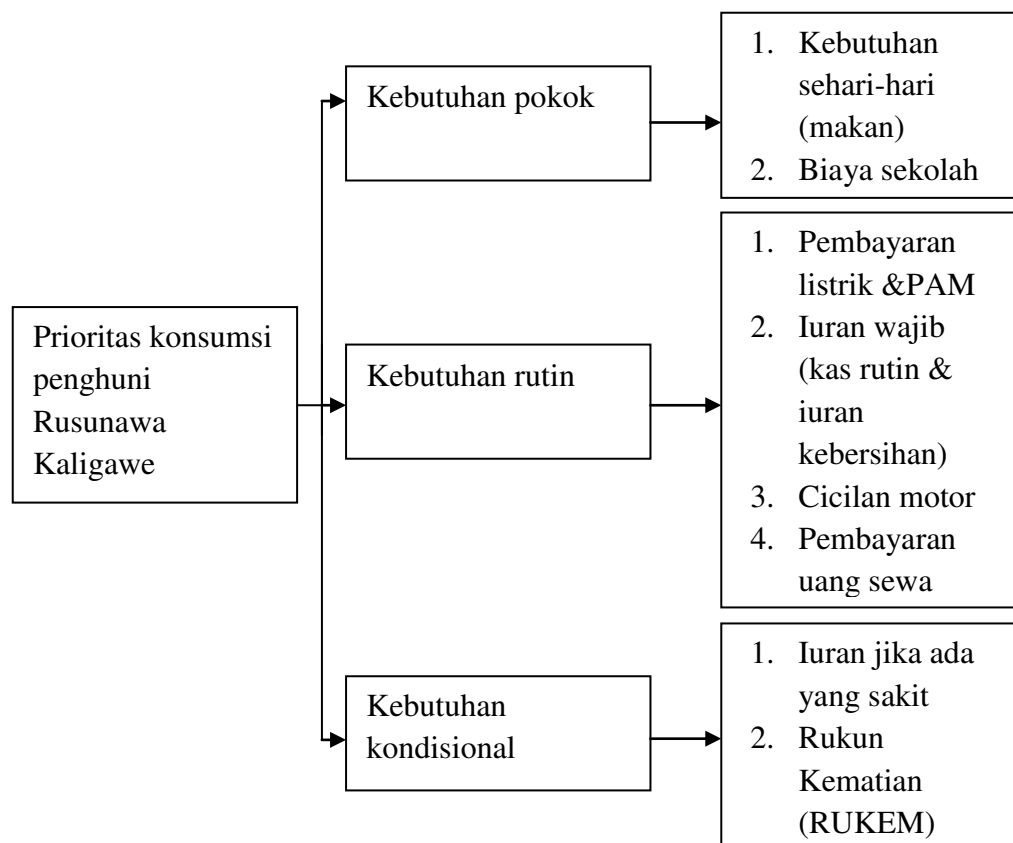 Prioritas konsumsi
penghuni
Rusunawa
Kaligawe
Kebutuhan pokok
1. Kebutuhan
sehari-hari
(makan)
2. Biaya sekolah
Kebutuhan rutin
1. Pembayaran
listrik &PAM
2. Iuran wajib
(kas rutin &
iuran
kebersihan)
3. Cicilan motor
4. Pembayaran
uang sewa
Kebutuhan
kondisional
1. Iuran jika ada
yang sakit
2. Rukun
Kematian
(RUKEM)